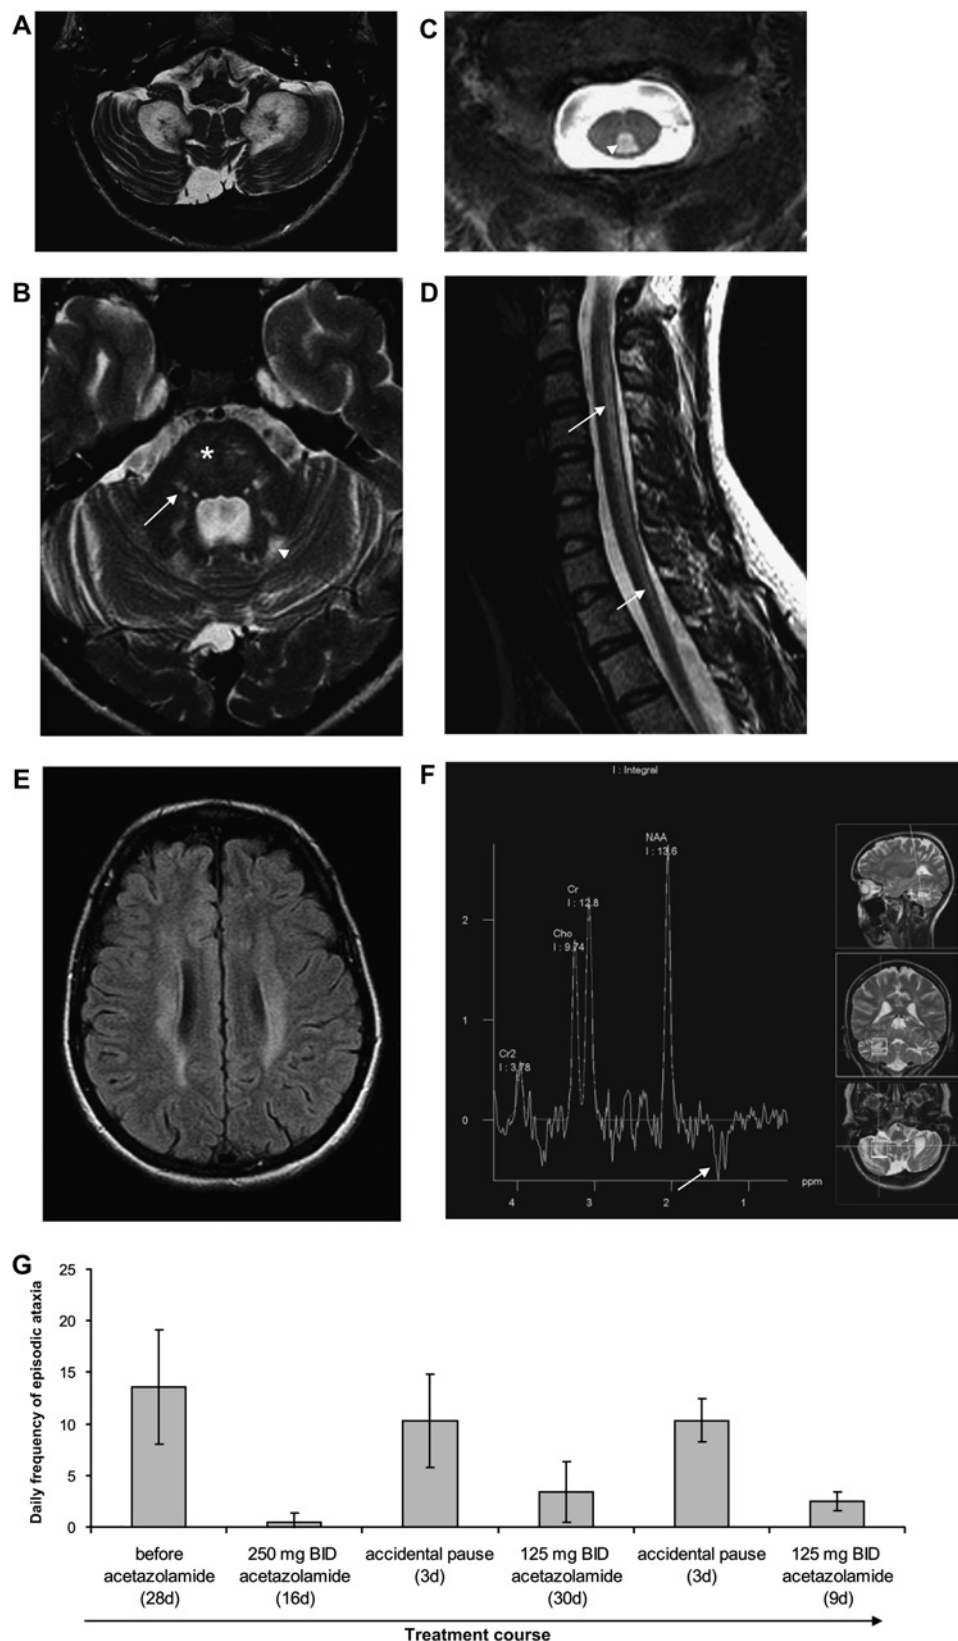 A
C
B
*
D
E
F
I : Integral
NAA
I : 13.6
Cr
I : 12.8
Cho
I : 9.74
Cr2
I : 3.78
2
1
0
4
3
2
1
ppm
G
Daily frequency of episodic ataxia
25
20
15
10
5
0
before
acetazolamide
(28d)
250 mg BID
acetazolamide
(16d)
accidental pause
(3d)
125 mg BID
acetazolamide
(30d)
accidental pause
(3d)
125 mg BID
acetazolamide
(9d)
Treatment course